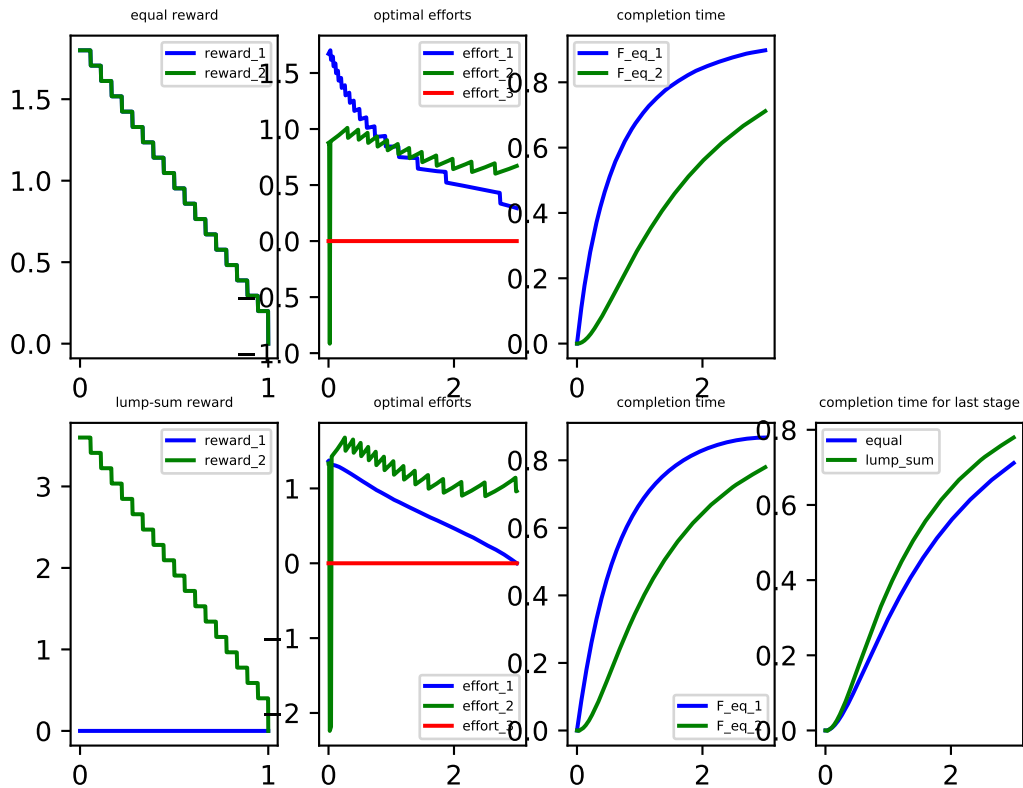 equal reward
optimal efforts
completion time
reward_1
reward_2
effort_1
effort_2
effort_3
F_eq_1
F_eq_2
1.5
1.0
0.5
0.0
0
1
1.5
1.0
0.5
0.0
−0.5
−1.0
0
2
0.8
0.6
0.4
0.2
0.0
0
2
lump-sum reward
optimal efforts
completion time
completion time for last stage
reward_1
reward_2
effort_1
effort_2
effort_3
F_eq_1
F_eq_2
equal
lump_sum
3
2
1
0
0
1
1
0
−1
−2
0
2
0.8
0.6
0.4
0.2
0.0
0
2
0.8
0.6
0.4
0.2
0.0
0
2